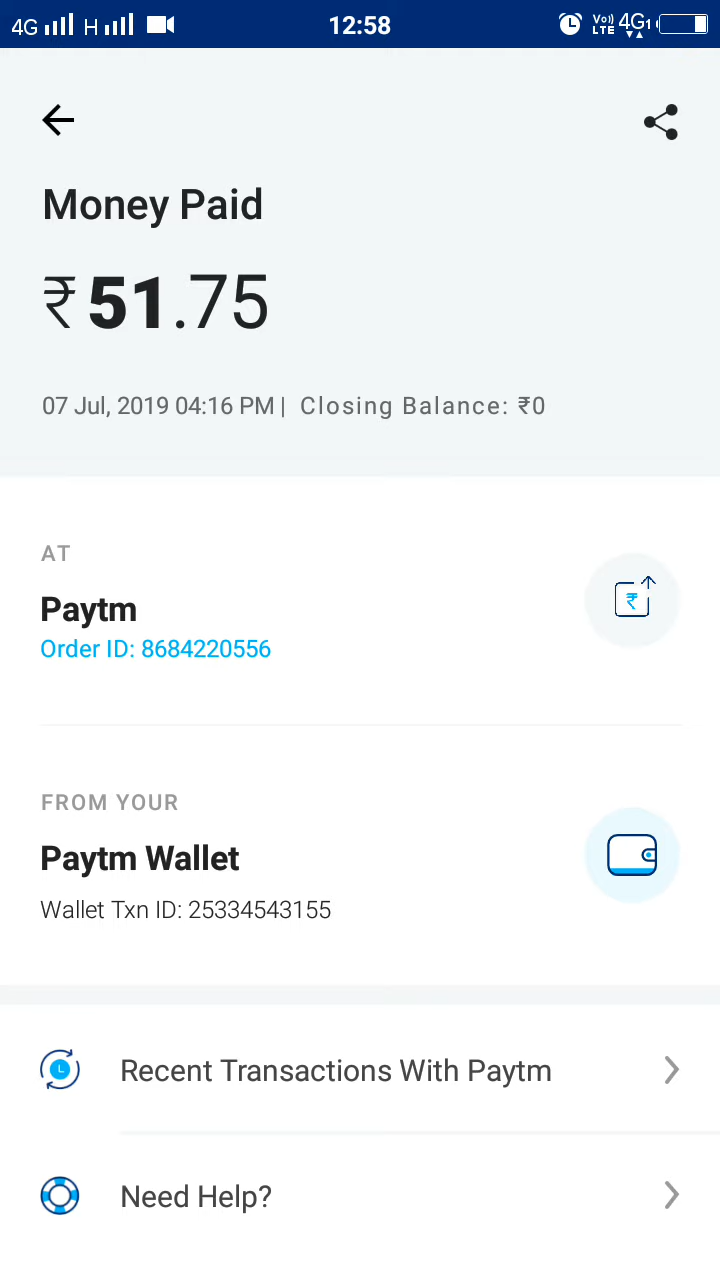 4G H 12:58 Vo)) LTE 4G1
Money Paid
₹51.75
07 Jul, 2019 04:16 PM | Closing Balance: ₹0
AT
Paytm
Order ID: 8684220556
₹
FROM YOUR
Paytm Wallet
Wallet Txn ID: 25334543155
Recent Transactions With Paytm
Need Help?